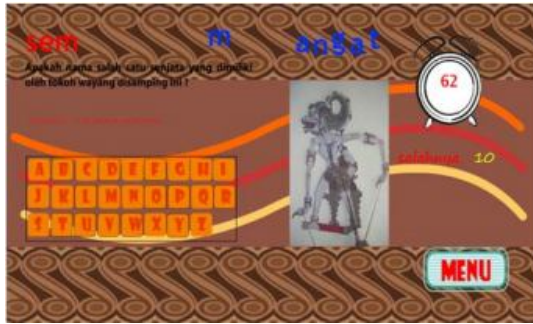 sem m angat
Apakah nama salah satu senjata yang dimiliki
oleh tokoh wayang disamping ini ?
62
salahnya 10
A B C D E F G H I
J K L M N O P Q R
S T U V W X Y Z
MENU